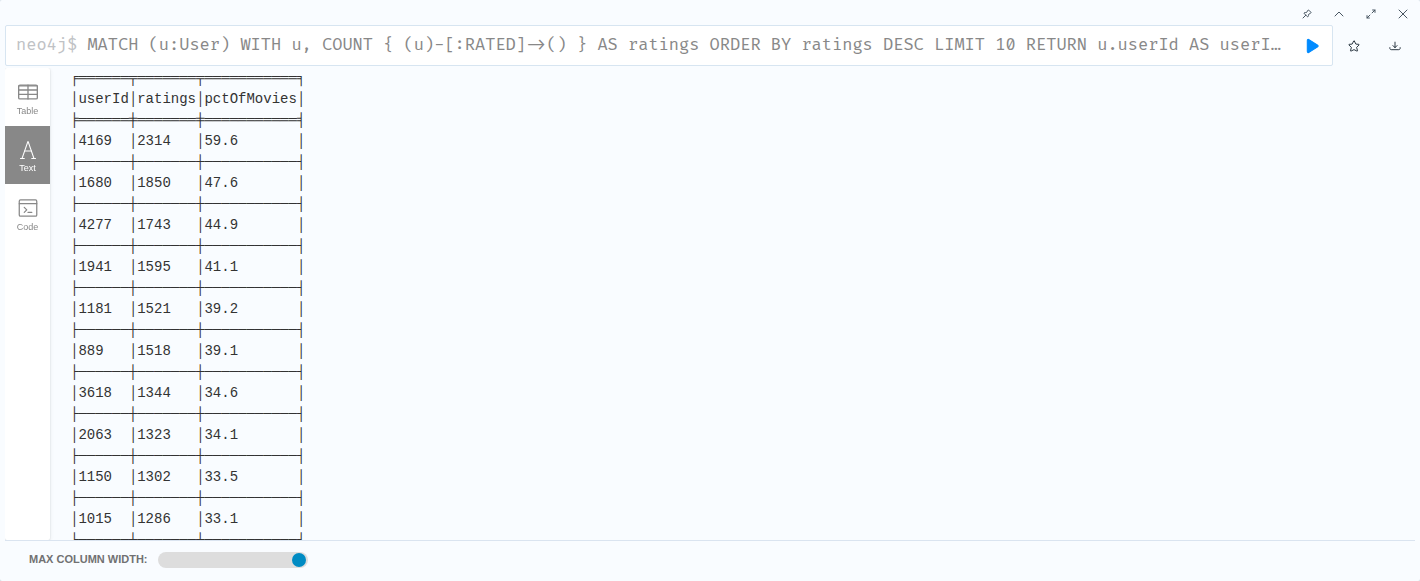 neo4j$ MATCH (u:User) WITH u, COUNT { (u)-[:RATED]->() } AS ratings ORDER BY ratings DESC LIMIT 10 RETURN u.userId AS userI…
Table
Text
Code
│userId│ratings│pctOfMovies│
│4169  │2314   │59.6       │
│1680  │1850   │47.6       │
│4277  │1743   │44.9       │
│1941  │1595   │41.1       │
│1181  │1521   │39.2       │
│889   │1518   │39.1       │
│3618  │1344   │34.6       │
│2063  │1323   │34.1       │
│1150  │1302   │33.5       │
│1015  │1286   │33.1       │
MAX COLUMN WIDTH: